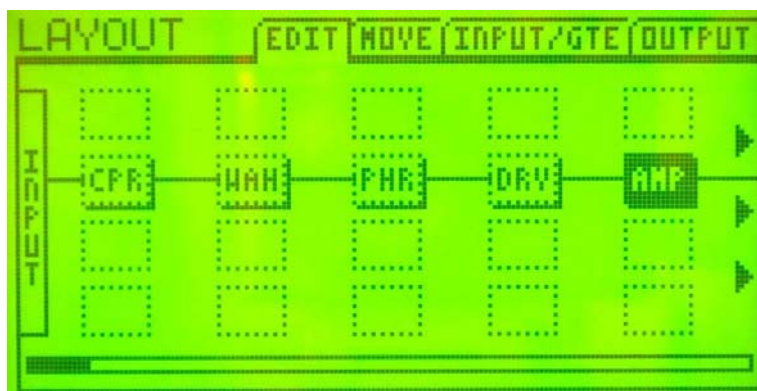 LAYOUT EDIT MOVE INPUT/GTE OUTPUT
INPUT
CPR WAH PHR DRV AMP